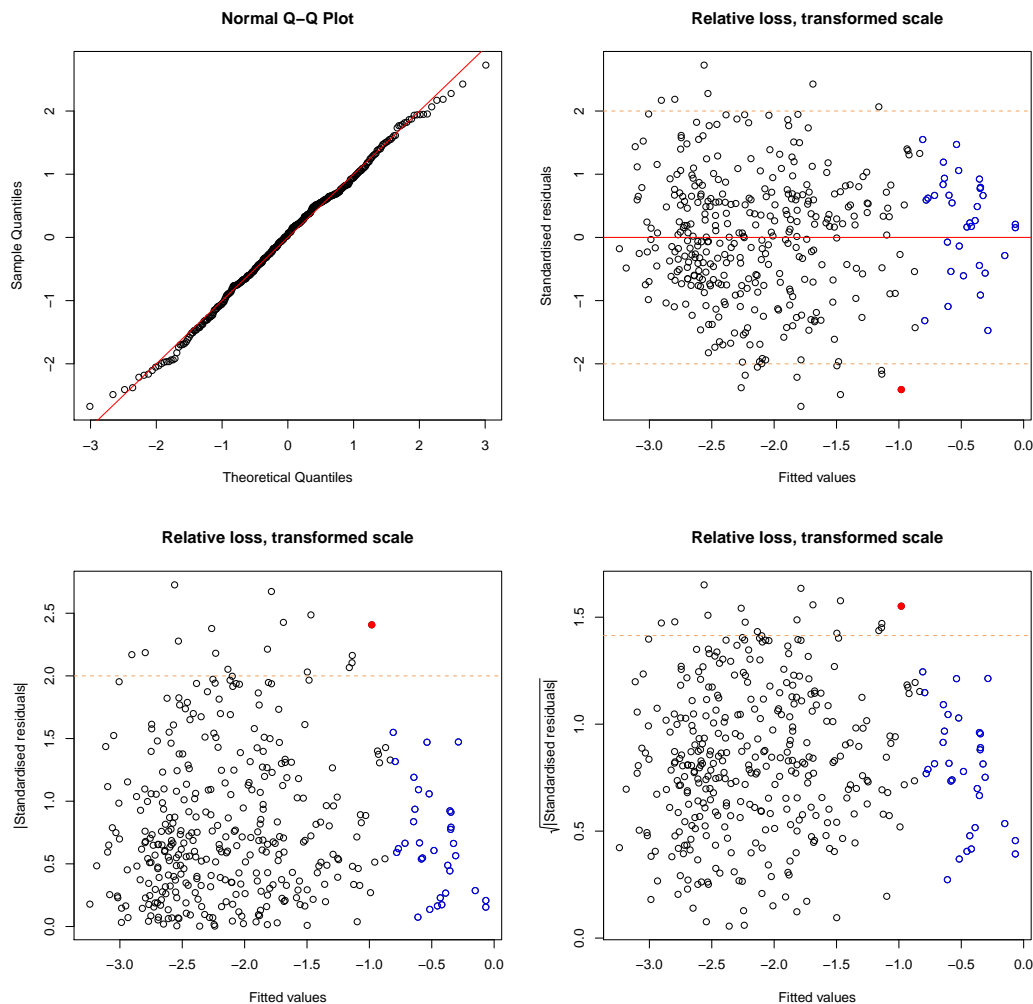 Normal Q−Q Plot
Sample Quantiles
2
1
0
−1
−2
−3 −2 −1 0 1 2 3
Theoretical Quantiles
Relative loss, transformed scale
Standardised residuals
2
1
0
−1
−2
−3.0 −2.5 −2.0 −1.5 −1.0 −0.5 0.0
Fitted values
Relative loss, transformed scale
|Standardised residuals|
2.5
2.0
1.5
1.0
0.5
0.0
−3.0 −2.5 −2.0 −1.5 −1.0 −0.5 0.0
Fitted values
Relative loss, transformed scale
√|Standardised residuals|
1.5
1.0
0.5
0.0
−3.0 −2.5 −2.0 −1.5 −1.0 −0.5 0.0
Fitted values